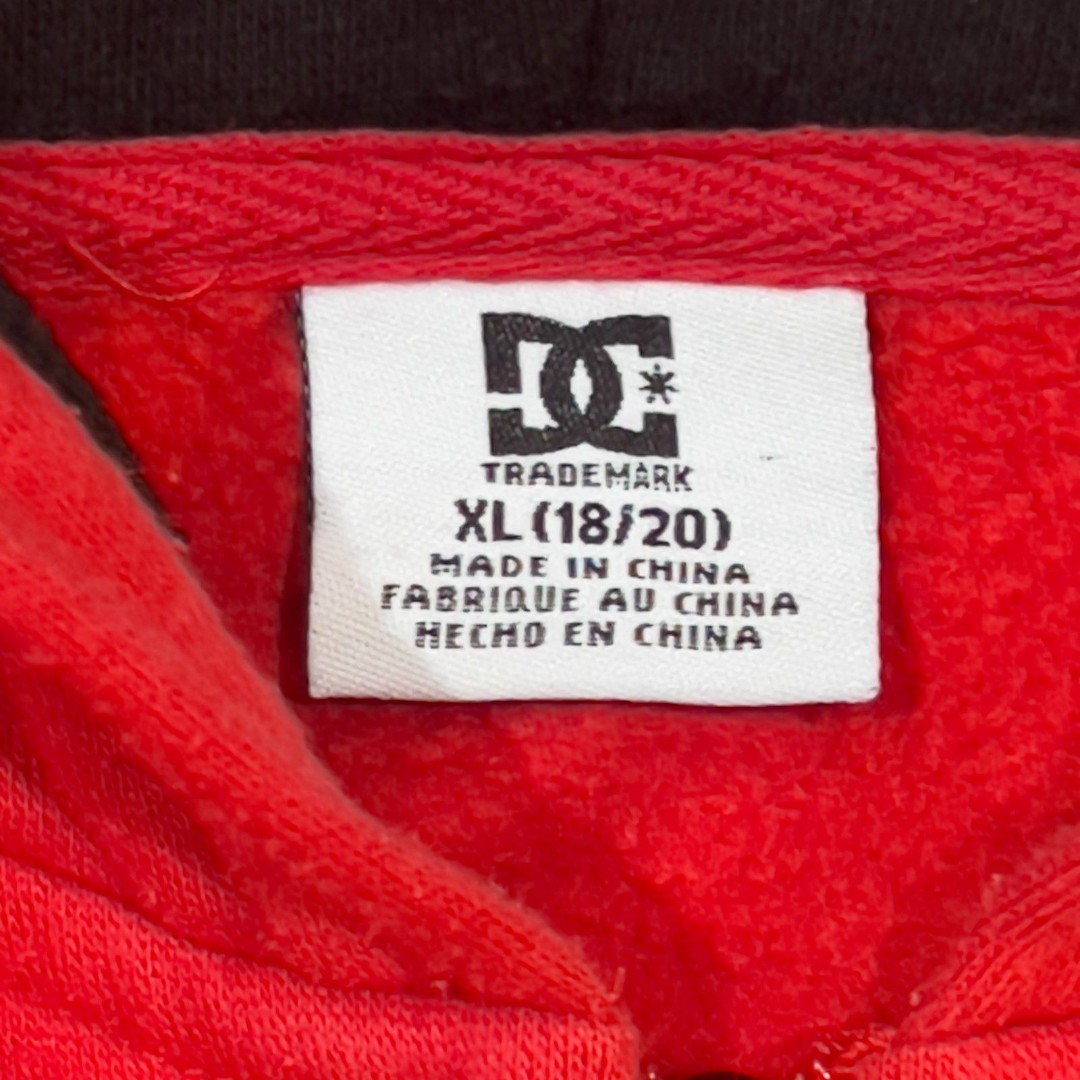 DC*
TRADEMARK
XL (18/20)
MADE IN CHINA
FABRIQUE AU CHINA
HECHO EN CHINA